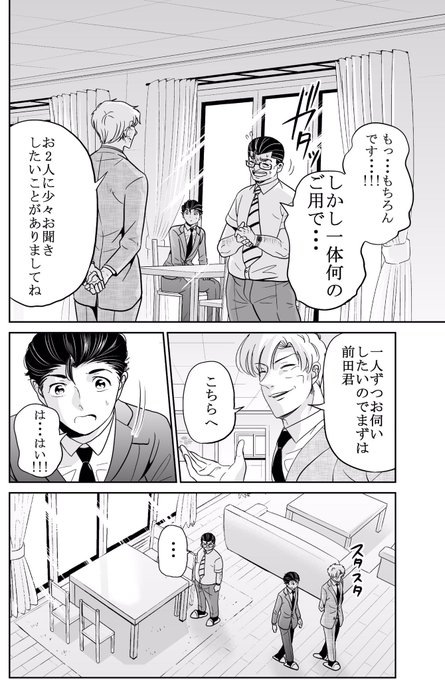 もっ・・・もちろん
です・・・!!!
ガタッ
しかし一体何の
ご用で・・・
お2人に少々お聞き
したいことがありましてね
一人ずつお伺い
したいのでまずは
前田君
こちらへ
は・・・はい!!!
スタスタ
・・・